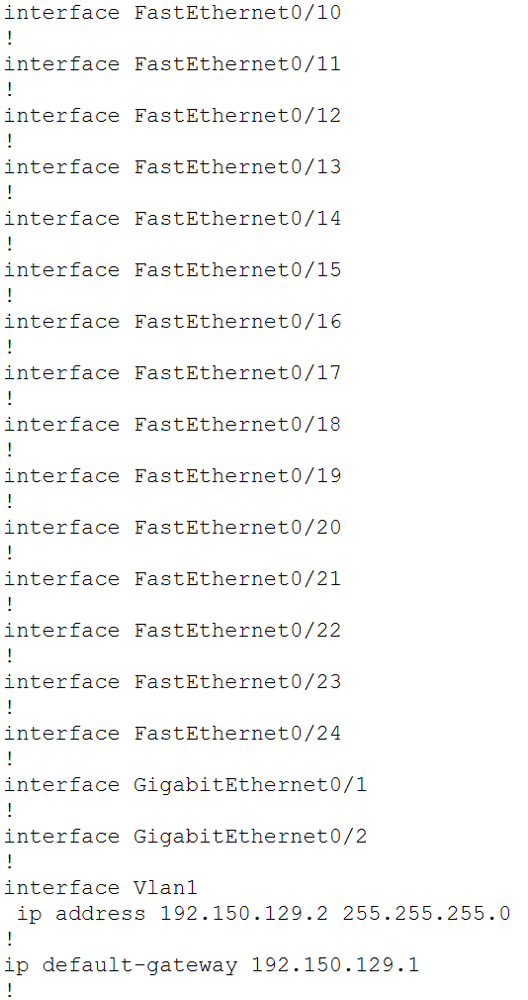 interface FastEthernet0/10
!
interface FastEthernet0/11
!
interface FastEthernet0/12
!
interface FastEthernet0/13
!
interface FastEthernet0/14
!
interface FastEthernet0/15
!
interface FastEthernet0/16
!
interface FastEthernet0/17
!
interface FastEthernet0/18
!
interface FastEthernet0/19
!
interface FastEthernet0/20
!
interface FastEthernet0/21
!
interface FastEthernet0/22
!
interface FastEthernet0/23
!
interface FastEthernet0/24
!
interface GigabitEthernet0/1
!
interface GigabitEthernet0/2
!
interface Vlan1
 ip address 192.150.129.2 255.255.255.0
!
ip default-gateway 192.150.129.1
!